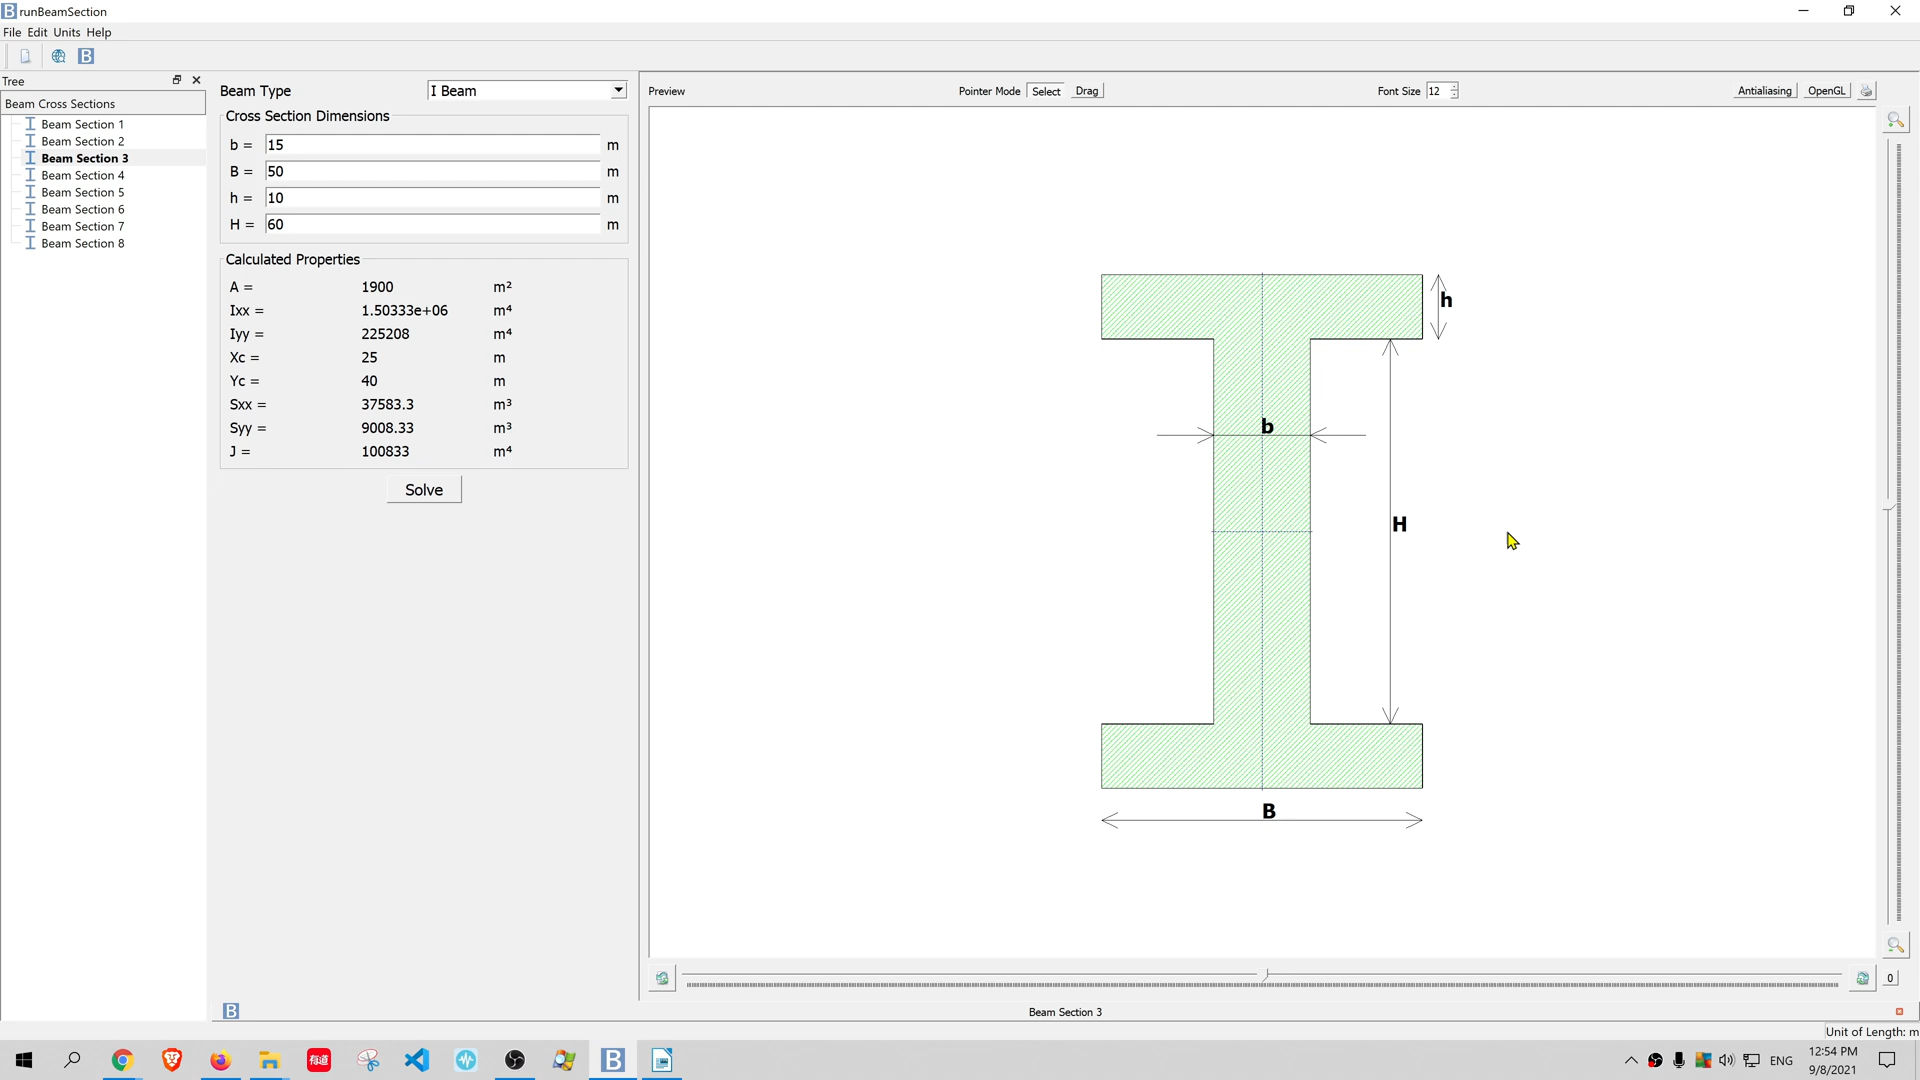 B runBeamSection
File Edit Units Help
B
Tree
Beam Cross Sections
Beam Section 1
Beam Section 2
Beam Section 3
Beam Section 4
Beam Section 5
Beam Section 6
Beam Section 7
Beam Section 8
Beam Type I Beam
Cross Section Dimensions
b = 15 m
B = 50 m
h = 10 m
H = 60 m
Calculated Properties
A = 1900 m²
Ixx = 1.50333e+06 m⁴
Iyy = 225208 m⁴
Xc = 25 m
Yc = 40 m
Sxx = 37583.3 m³
Syy = 9008.33 m³
J = 100833 m⁴
Solve
Preview Pointer Mode Select Drag Font Size 12 Antialiasing OpenGL
h
b
H
B
0
B Beam Section 3
Unit of Length: m
有道 B ENG 12:54 PM
9/8/2021